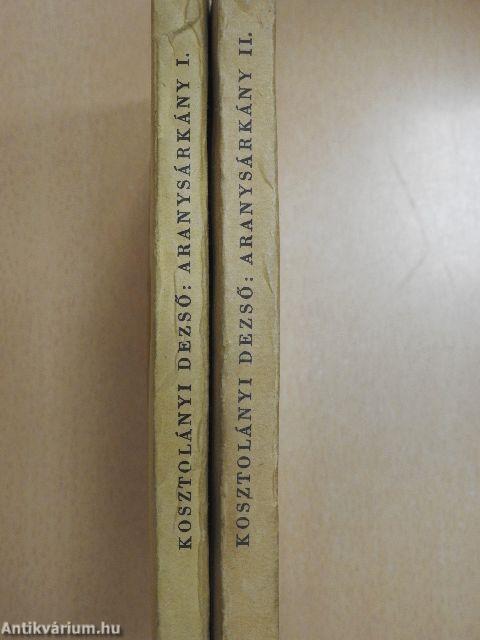 KOSZTOLÁNYI DEZSŐ: ARANYSÁRKÁNY I.
KOSZTOLÁNYI DEZSŐ: ARANYSÁRKÁNY II.
Antikvárium.hu